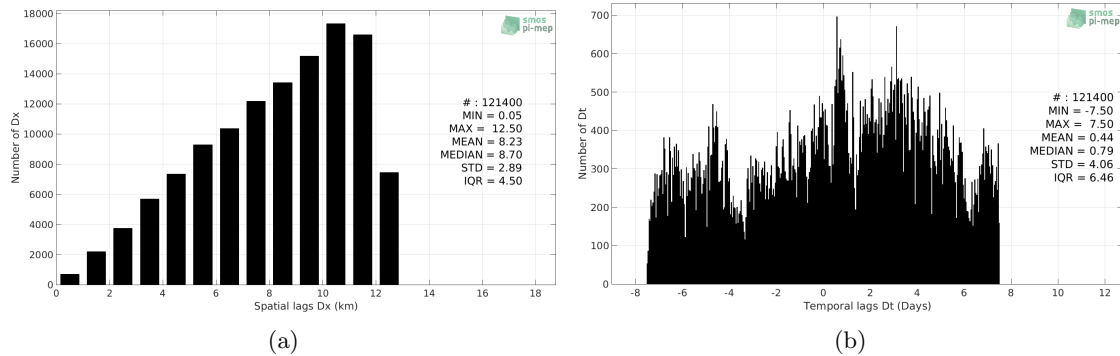 18000
16000
14000
12000
10000
8000
6000
4000
2000
0
Number of Dx
0 2 4 6 8 10 12 14 16 18
Spatial lags Dx (km)
smos
pi-mep
# : 121400
MIN = 0.05
MAX = 12.50
MEAN = 8.23
MEDIAN = 8.70
STD = 2.89
IQR = 4.50
(a)
700
600
500
400
300
200
100
0
Number of Dt
-8 -6 -4 -2 0 2 4 6 8 10 12
Temporal lags Dt (Days)
smos
pi-mep
# : 121400
MIN = -7.50
MAX = 7.50
MEAN = 0.44
MEDIAN = 0.79
STD = 4.06
IQR = 6.46
(b)